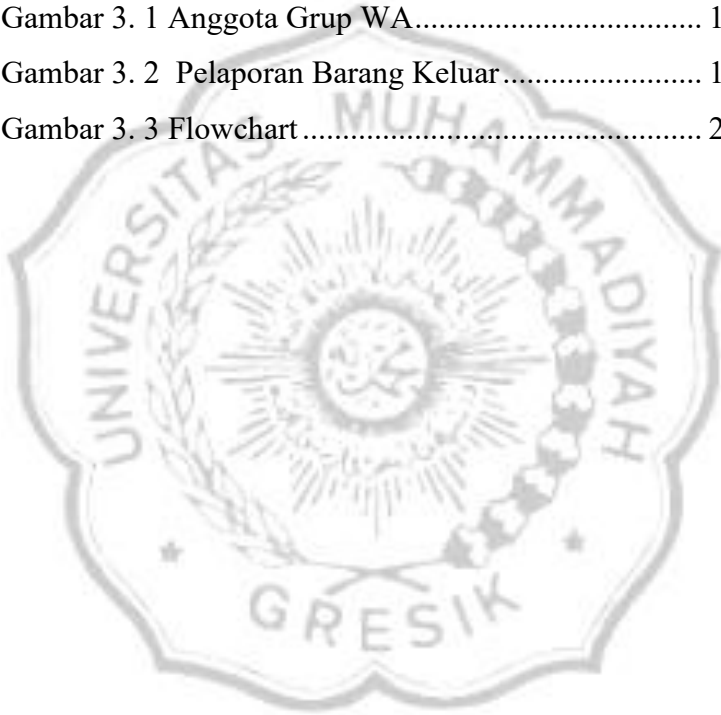 Gambar 3. 1 Anggota Grup WA.................................. 1
Gambar 3. 2  Pelaporan Barang Keluar ........................ 1
Gambar 3. 3 Flowchart ............................................... 2
UNIVERSITAS MUHAMMADIYAH
GRESIK